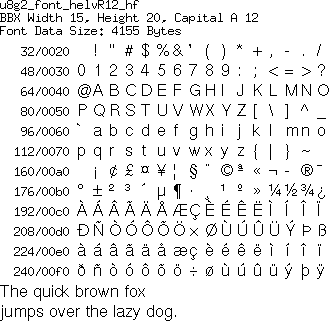 u8g2_font_helvR12_hf
BBX Width 15, Height 20, Capital A 12
Font Data Size: 4155 Bytes
32/0020 ! " # $ % & ' ( ) * + , - . /
48/0030 0 1 2 3 4 5 6 7 8 9 : ; < = > ?
64/0040 @ A B C D E F G H I J K L M N O
80/0050 P Q R S T U V W X Y Z [ \ ] ^ _
96/0060 ` a b c d e f g h i j k l m n o
112/0070 p q r s t u v w x y z { | } ~
160/00a0 ¡ ¢ £ ¤ ¥ ¦ § ¨ © ª « ¬ - ® ¯
176/00b0 ° ± ² ³ ´ µ ¶ · ¸ ¹ º » ¼ ½ ¾ ¿
192/00c0 À Á Â Ã Ä Å Æ Ç È É Ê Ë Ì Í Î Ï
208/00d0 Ð Ñ Ò Ó Ô Õ Ö × Ø Ù Ú Û Ü Ý Þ ß
224/00e0 à á â ã ä å æ ç è é ê ë ì í î ï
240/00f0 ð ñ ò ó ô õ ö ÷ ø ù ú û ü ý þ ÿ
The quick brown fox
jumps over the lazy dog.